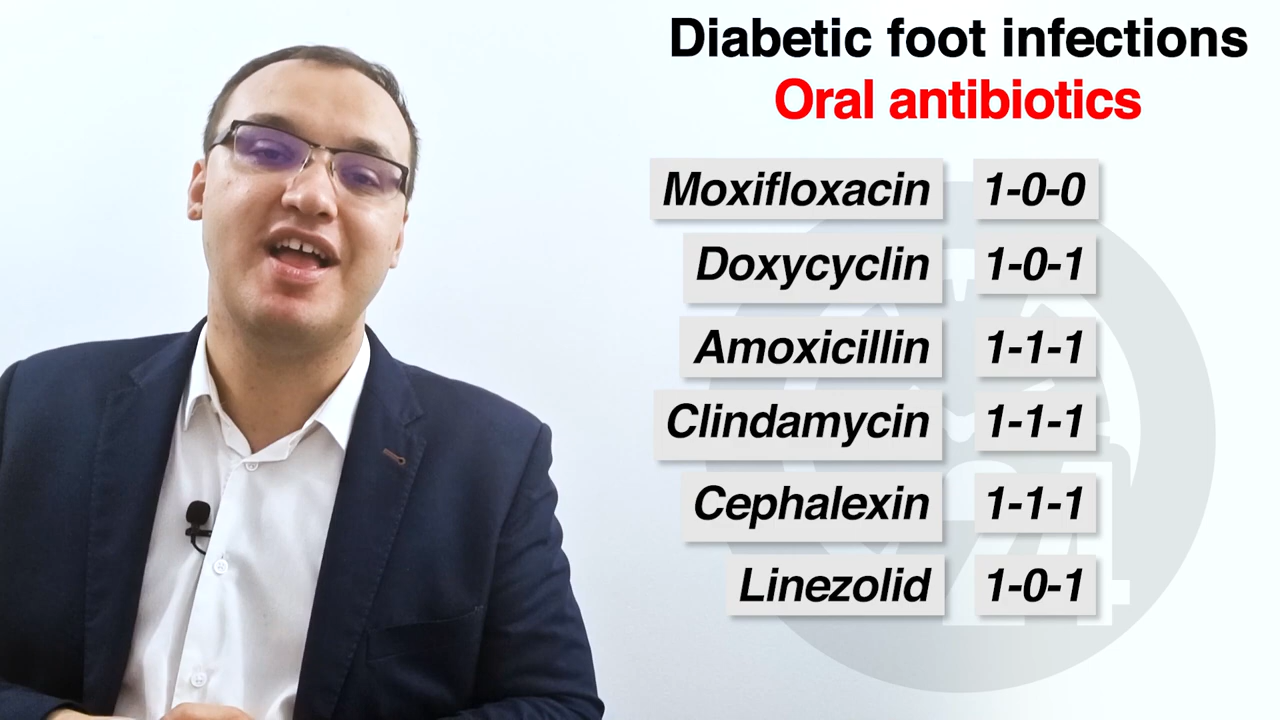 Diabetic foot infections
Oral antibiotics
Moxifloxacin 1-0-0
Doxycyclin 1-0-1
Amoxicillin 1-1-1
Clindamycin 1-1-1
Cephalexin 1-1-1
Linezolid 1-0-1